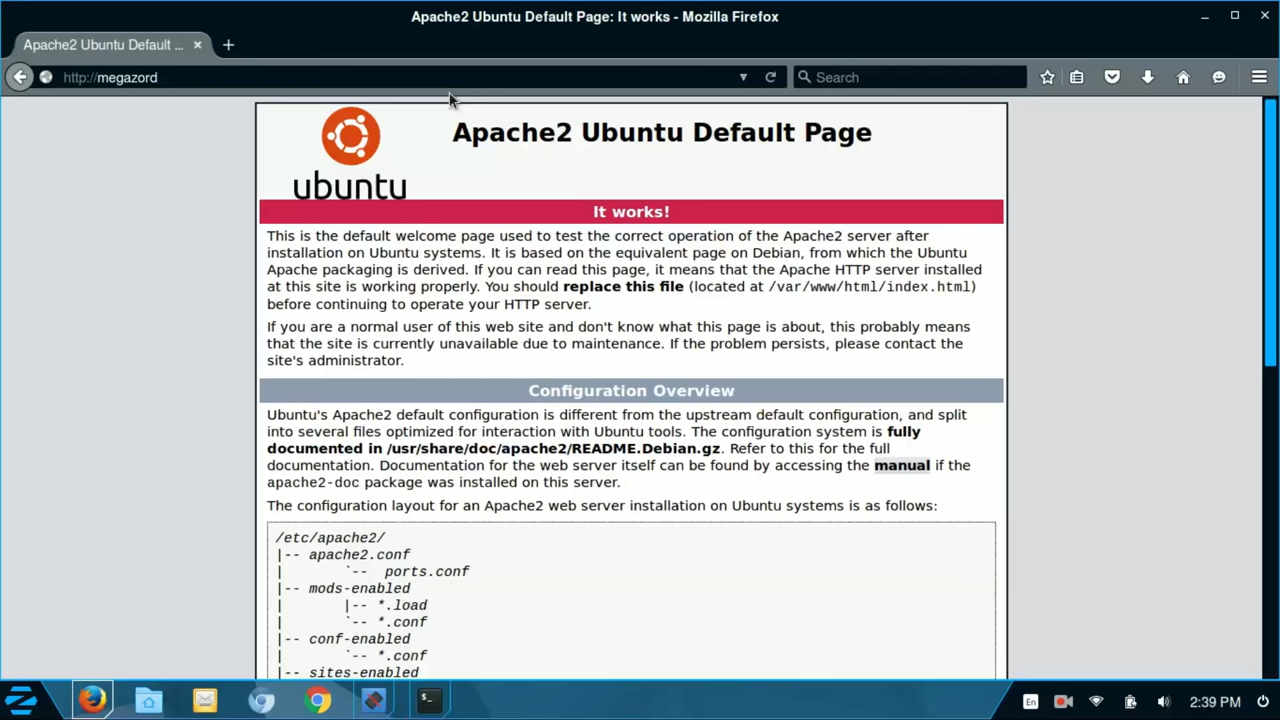 Apache2 Ubuntu Default Page: It works - Mozilla Firefox
Apache2 Ubuntu Default ...
http://megazord
Search
ubuntu
Apache2 Ubuntu Default Page
It works!
This is the default welcome page used to test the correct operation of the Apache2 server after
installation on Ubuntu systems. It is based on the equivalent page on Debian, from which the Ubuntu
Apache packaging is derived. If you can read this page, it means that the Apache HTTP server installed
at this site is working properly. You should replace this file (located at /var/www/html/index.html)
before continuing to operate your HTTP server.
If you are a normal user of this web site and don't know what this page is about, this probably means
that the site is currently unavailable due to maintenance. If the problem persists, please contact the
site's administrator.
Configuration Overview
Ubuntu's Apache2 default configuration is different from the upstream default configuration, and split
into several files optimized for interaction with Ubuntu tools. The configuration system is fully
documented in /usr/share/doc/apache2/README.Debian.gz. Refer to this for the full
documentation. Documentation for the web server itself can be found by accessing the manual if the
apache2-doc package was installed on this server.
The configuration layout for an Apache2 web server installation on Ubuntu systems is as follows:
/etc/apache2/
|-- apache2.conf
|       `--  ports.conf
|-- mods-enabled
|       |-- *.load
|       `-- *.conf
|-- conf-enabled
|       `-- *.conf
|-- sites-enabled
En
2:39 PM